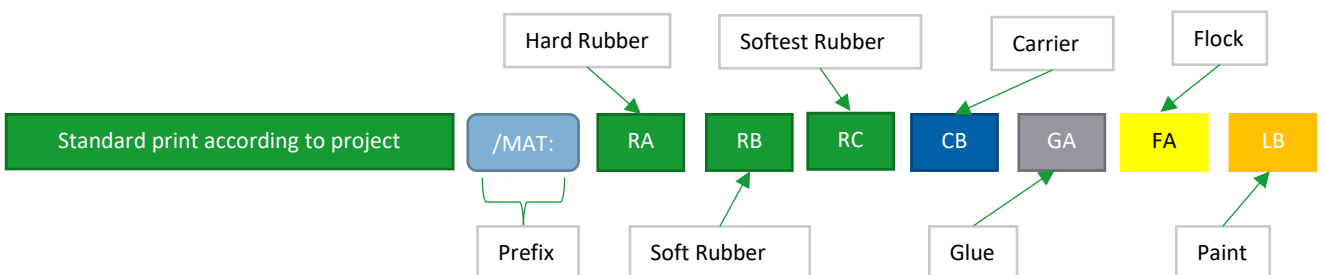 Hard Rubber
Softest Rubber
Carrier
Flock
Standard print according to project
/MAT:
RA
RB
RC
CB
GA
FA
LB
Prefix
Soft Rubber
Glue
Paint